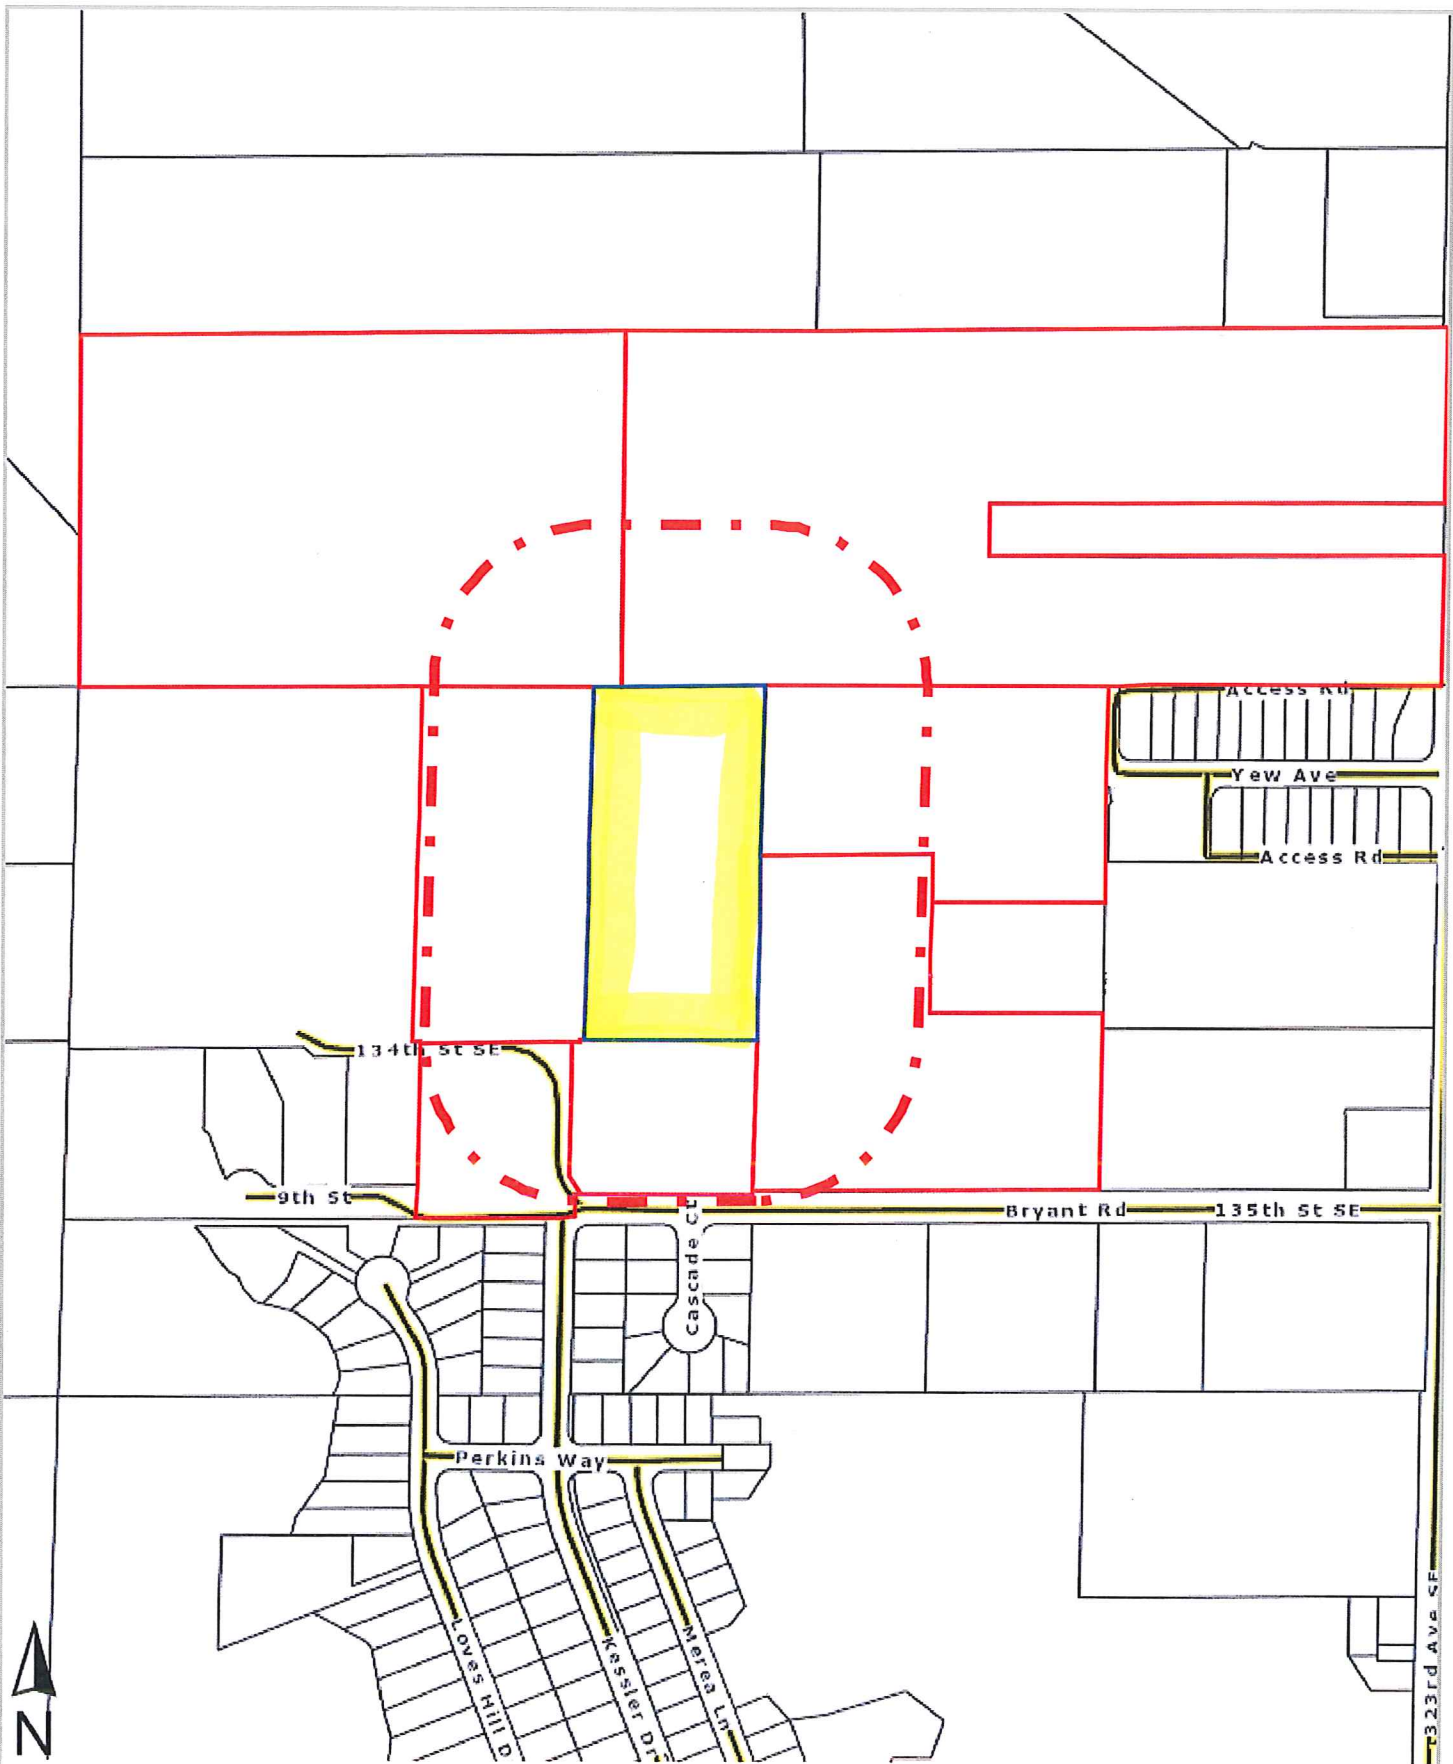 Access Rd
Yew Ave
Access Rd
134th St SE
9th St
Bryant Rd
135th St SE
Cascade Ct
Perkins Way
Loves Hill D
Kessler Dr
Merea Ln
323rd Ave SE
N